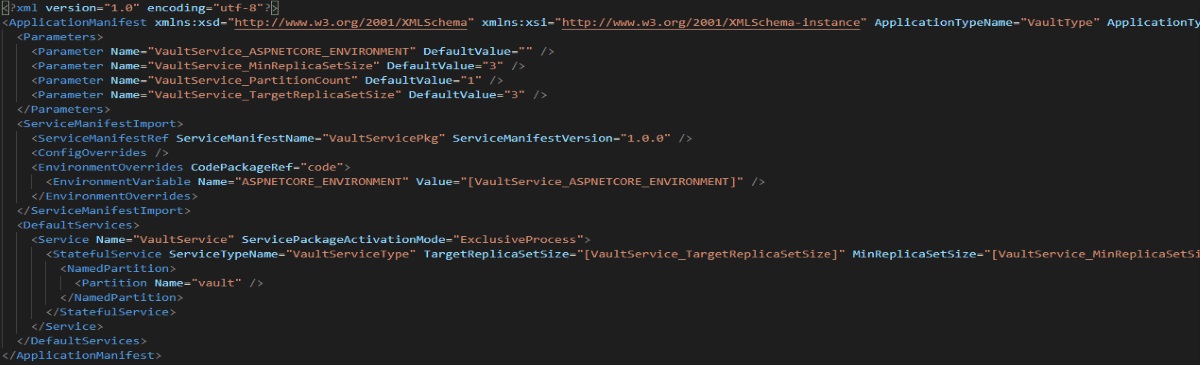 <?xml version="1.0" encoding="utf-8"?>
<ApplicationManifest xmlns:xsd="http://www.w3.org/2001/XMLSchema" xmlns:xsi="http://www.w3.org/2001/XMLSchema-instance" ApplicationTypeName="VaultType" ApplicationTy
<Parameters>
<Parameter Name="VaultService_ASPNETCORE_ENVIRONMENT" DefaultValue="" />
<Parameter Name="VaultService_MinReplicaSetSize" DefaultValue="3" />
<Parameter Name="VaultService_PartitionCount" DefaultValue="1" />
<Parameter Name="VaultService_TargetReplicaSetSize" DefaultValue="3" />
</Parameters>
<ServiceManifestImport>
<ServiceManifestRef ServiceManifestName="VaultServicePkg" ServiceManifestVersion="1.0.0" />
<ConfigOverrides />
<EnvironmentOverrides CodePackageRef="code">
<EnvironmentVariable Name="ASPNETCORE_ENVIRONMENT" Value="[VaultService_ASPNETCORE_ENVIRONMENT]" />
</EnvironmentOverrides>
</ServiceManifestImport>
<DefaultServices>
<Service Name="VaultService" ServicePackageActivationMode="ExclusiveProcess">
<StatefulService ServiceTypeName="VaultServiceType" TargetReplicaSetSize="[VaultService_TargetReplicaSetSize]" MinReplicaSetSize="[VaultService_MinReplicaSetSi
<NamedPartition>
<Partition Name="vault" />
</NamedPartition>
</StatefulService>
</Service>
</DefaultServices>
</ApplicationManifest>